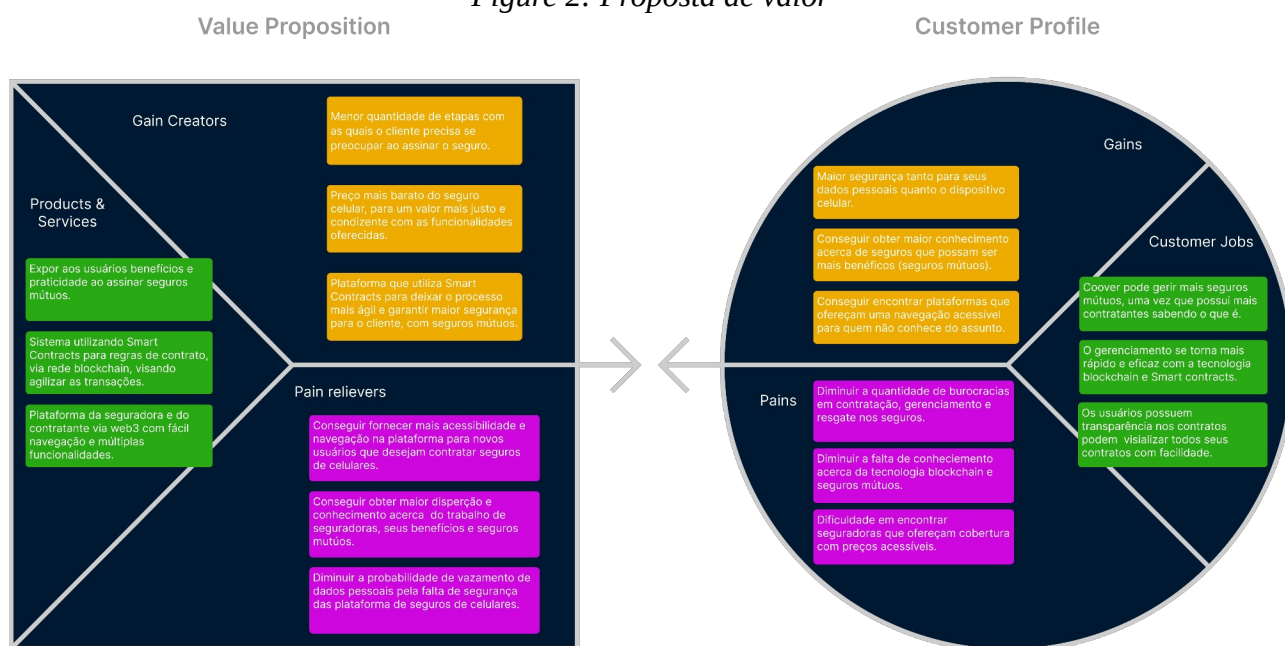 Figure 2: Proposta de valor
Value Proposition
Gain Creators
Menor quantidade de etapas com
as quais o cliente precisa se
preocupar ao assinar o seguro.
Preço mais barato do seguro
celular, para um valor mais justo e
condizente com as funcionalidades
oferecidas.
Plataforma que utiliza Smart
Contracts para deixar o processo
mais ágil e garantir maior segurança
para o cliente, com seguros mútuos.
Products &
Services
Expor aos usuários benefícios e
praticidade ao assinar seguros
mútuos.
Sistema utilizando Smart
Contracts para regras de contrato,
via rede blockchain, visando
agilizar as transações.
Plataforma da seguradora e do
contratante via web3 com fácil
navegação e múltiplas
funcionalidades.
Pain relievers
Conseguir fornecer mais acessibilidade e
navegação na plataforma para novos
usuários que desejam contratar seguros
de celulares.
Conseguir obter maior disperção e
conhecimento acerca  do trabalho de
seguradoras, seus benefícios e seguros
mutúos.
Diminuir a probabilidade de vazamento de
dados pessoais pela falta de segurança
das plataforma de seguros de celulares.
Customer Profile
Gains
Maior segurança tanto para seus
dados pessoais quanto o dispositivo
celular.
Conseguir obter maior conhecimento
acerca de seguros que possam ser
mais benéficos (seguros mútuos).
Conseguir encontrar plataformas que
ofereçam uma navegação acessível
para quem não conhece do assunto.
Customer Jobs
Coover pode gerir mais seguros
mútuos, uma vez que possui mais
contratantes sabendo o que é.
O gerenciamento se torna mais
rápido e eficaz com a tecnologia
blockchain e Smart contracts.
Os usuários possuem
transparência nos contratos
podem  visializar todos seus
contratos com facilidade.
Pains
Diminuir a quantidade de burocracias
em contratação, gerenciamento e
resgate nos seguros.
Diminuir a falta de conheciemento
acerca da tecnologia blockchain e
seguros mútuos.
Dificuldade em encontrar
seguradoras que ofereçam cobertura
com preços acessíveis.